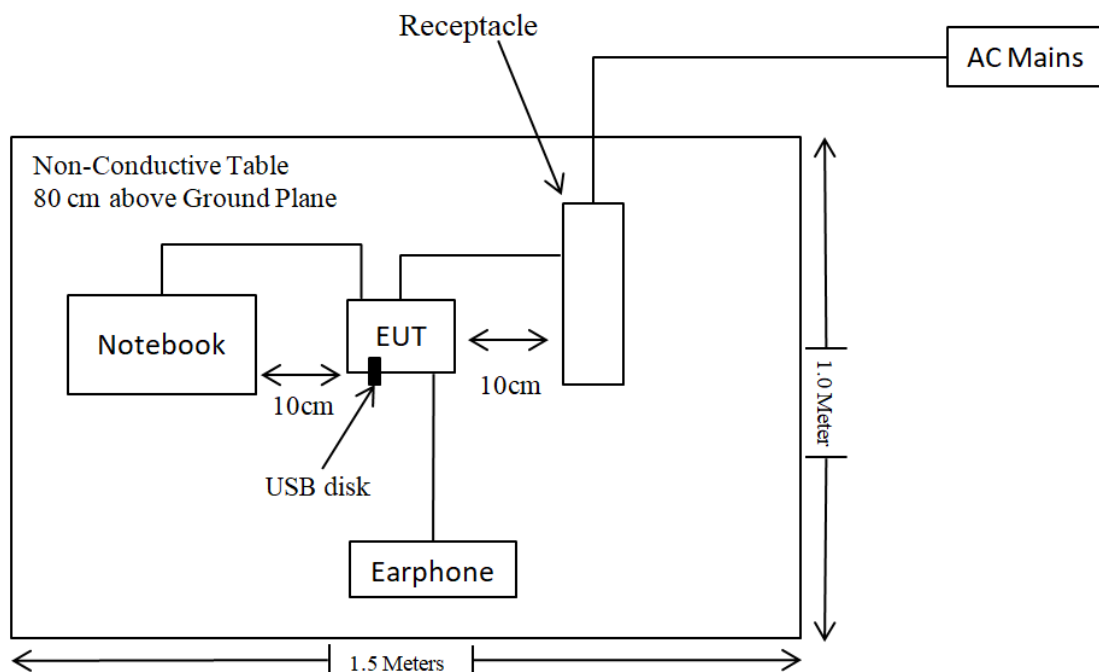 Receptacle
AC Mains
Non-Conductive Table
80 cm above Ground Plane
Notebook
EUT
10cm
10cm
1.0 Meter
USB disk
Earphone
1.5 Meters